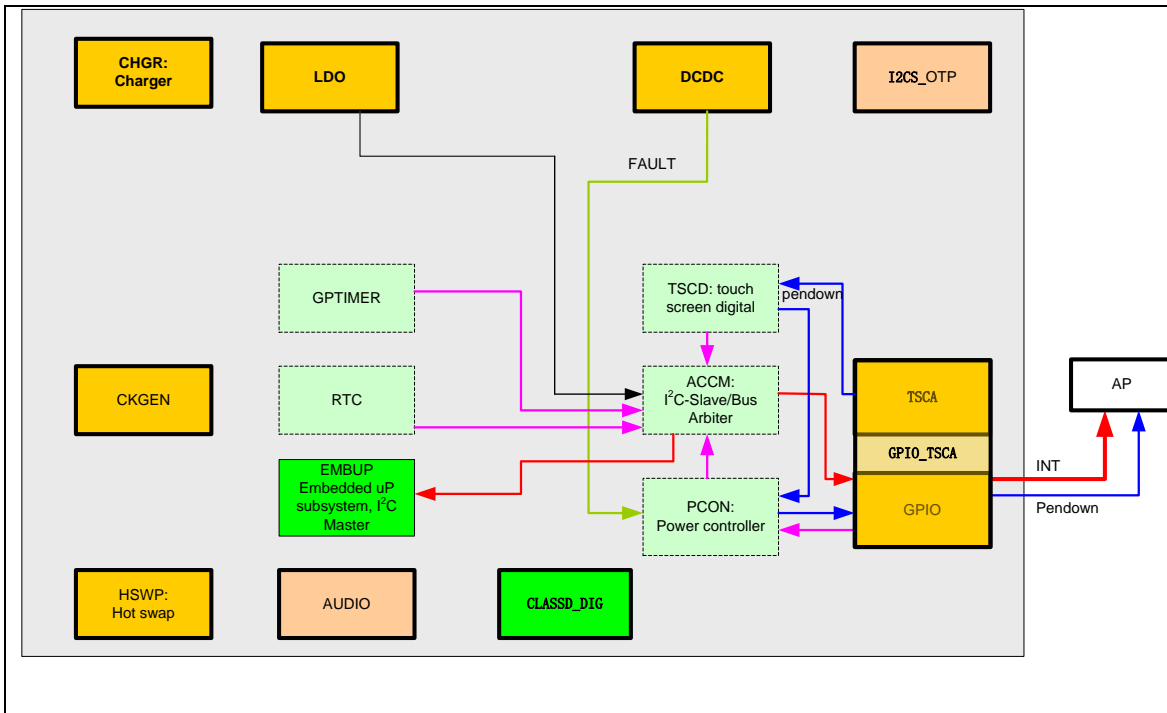 CHGR:
Charger
LDO
DCDC
I2CS_OTP
FAULT
GPTIMER
TSCD: touch
screen digital
pendown
CKGEN
RTC
ACCM:
I²C-Slave/Bus
Arbiter
TSCA
AP
GPIO_TSCA
EMBUP
Embedded uP
subsystem, I²C
Master
PCON:
Power controller
GPIO
INT
Pendown
HSWP:
Hot swap
AUDIO
CLASSD_DIG